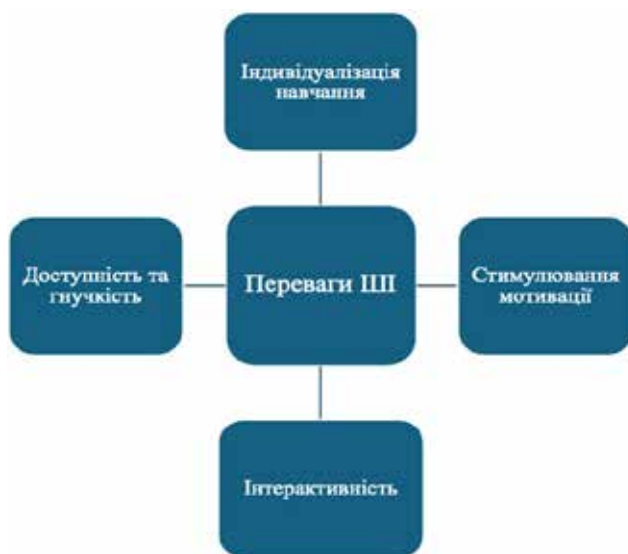 Індивідуалізація
навчання
Доступність та
гнучкість
Переваги ШІ
Стимулювання
мотивації
Інтерактивність